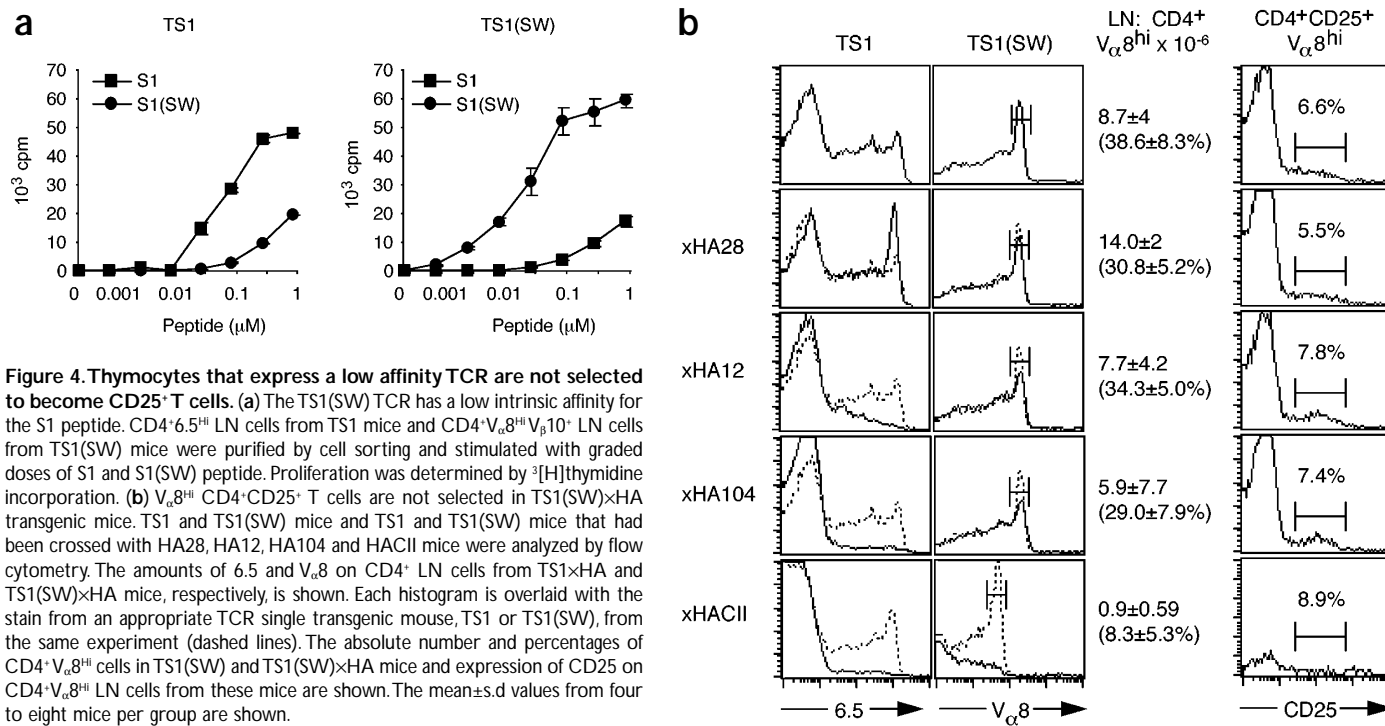 a
TS1
TS1(SW)
70
60
50
40
30
20
10
0
10³ cpm
S1
S1(SW)
0 0.001 0.01 0.1 1
Peptide (μM)
70
60
50
40
30
20
10
0
10³ cpm
S1
S1(SW)
0 0.001 0.01 0.1 1
Peptide (μM)
Figure 4. Thymocytes that express a low affinity TCR are not selected
to become CD25⁺ T cells. (a) The TS1(SW) TCR has a low intrinsic affinity for
the S1 peptide. CD4⁺6.5ᴴⁱ LN cells from TS1 mice and CD4⁺Vα8ᴴⁱVβ10⁺ LN cells
from TS1(SW) mice were purified by cell sorting and stimulated with graded
doses of S1 and S1(SW) peptide. Proliferation was determined by ³[H]thymidine
incorporation. (b) Vα8ᴴⁱ CD4⁺CD25⁺ T cells are not selected in TS1(SW)×HA
transgenic mice. TS1 and TS1(SW) mice and TS1 and TS1(SW) mice that had
been crossed with HA28, HA12, HA104 and HACII mice were analyzed by flow
cytometry. The amounts of 6.5 and Vα8 on CD4⁺ LN cells from TS1×HA and
TS1(SW)×HA mice, respectively, is shown. Each histogram is overlaid with the
stain from an appropriate TCR single transgenic mouse, TS1 or TS1(SW), from
the same experiment (dashed lines). The absolute number and percentages of
CD4⁺Vα8ᴴⁱ cells in TS1(SW) and TS1(SW)×HA mice and expression of CD25 on
CD4⁺Vα8ᴴⁱ LN cells from these mice are shown. The mean±s.d values from four
to eight mice per group are shown.
b
TS1
TS1(SW)
LN: CD4⁺
Vα8ʰⁱ x 10⁻⁶
CD4+CD25+
Vα8ʰⁱ
8.7±4
(38.6±8.3%)
6.6%
xHA28
14.0±2
(30.8±5.2%)
5.5%
xHA12
7.7±4.2
(34.3±5.0%)
7.8%
xHA104
5.9±7.7
(29.0±7.9%)
7.4%
xHACII
0.9±0.59
(8.3±5.3%)
8.9%
6.5
Vα8
CD25